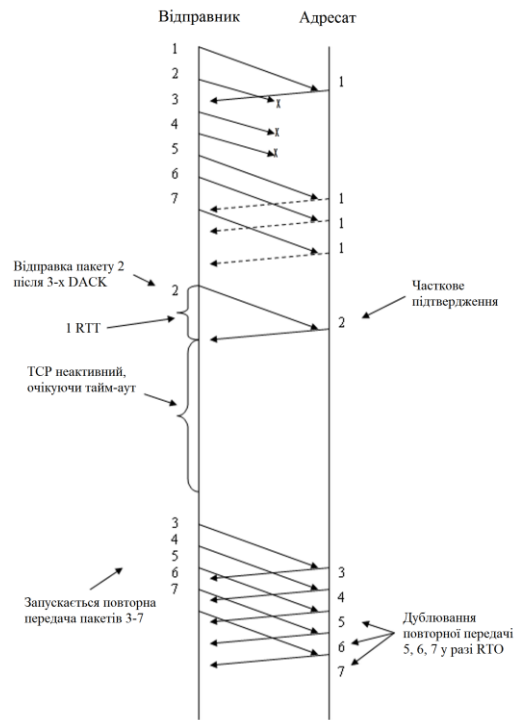 Відправник Адресат
1
2
3
4
5
6
7
1
x
x
x
1
1
1
Відправка пакету 2
після 3-х DACK
2
1 RTT
Часткове
підтвердження
2
TCP неактивний,
очікуючи тайм-аут
3
4
5
6
7
3
4
5
6
7
Запускається повторна
передача пакетів 3-7
Дублювання
повторної передачі
5, 6, 7 у разі RTO